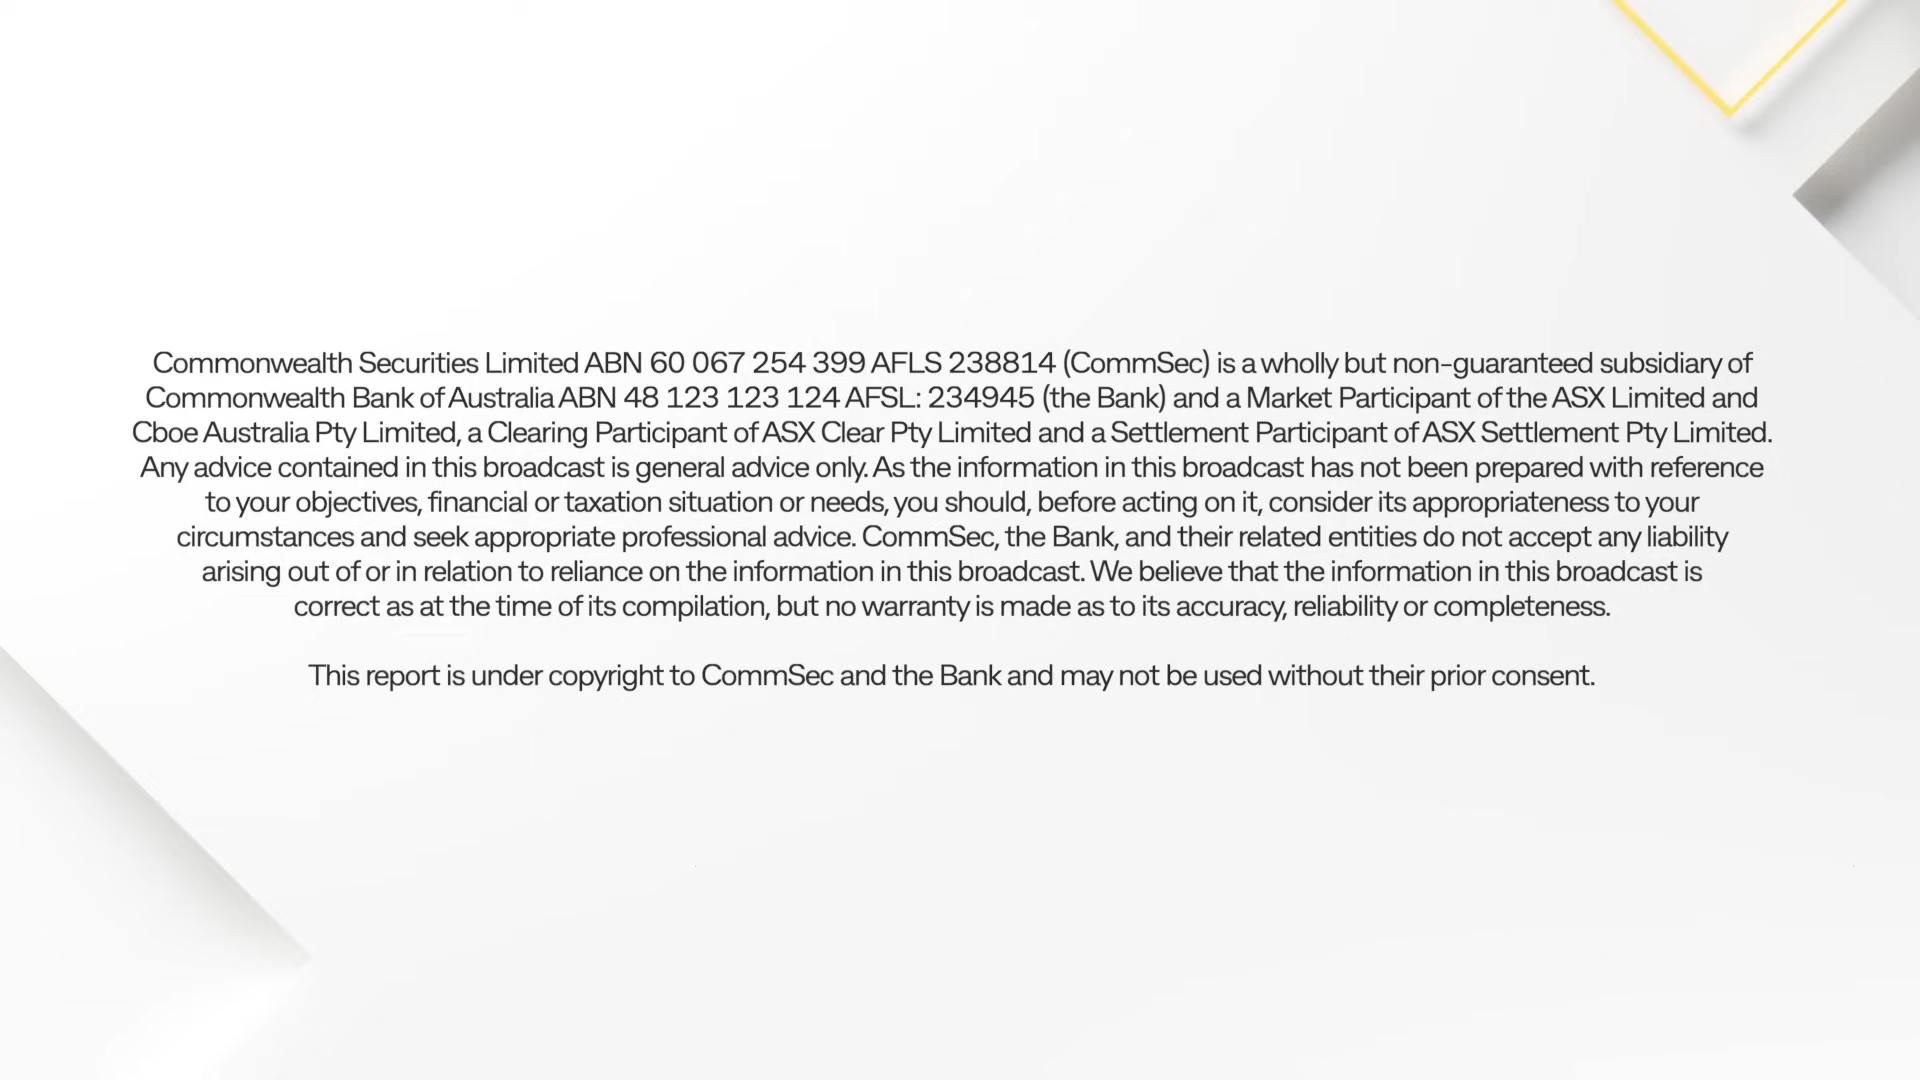 Commonwealth Securities Limited ABN 60 067 254 399 AFLS 238814 (CommSec) is a wholly but non-guaranteed subsidiary of
Commonwealth Bank of Australia ABN 48 123 123 124 AFSL: 234945 (the Bank) and a Market Participant of the ASX Limited and
Cboe Australia Pty Limited, a Clearing Participant of ASX Clear Pty Limited and a Settlement Participant of ASX Settlement Pty Limited.
Any advice contained in this broadcast is general advice only. As the information in this broadcast has not been prepared with reference
to your objectives, financial or taxation situation or needs, you should, before acting on it, consider its appropriateness to your
circumstances and seek appropriate professional advice. CommSec, the Bank, and their related entities do not accept any liability
arising out of or in relation to reliance on the information in this broadcast. We believe that the information in this broadcast is
correct as at the time of its compilation, but no warranty is made as to its accuracy, reliability or completeness.
This report is under copyright to CommSec and the Bank and may not be used without their prior consent.